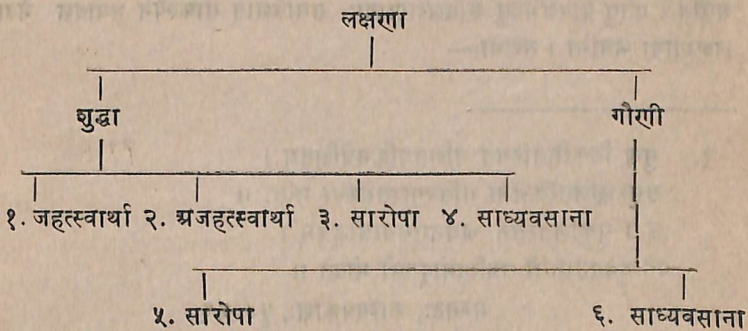 लक्षणा
शुद्धा गौणी
१. जहत्स्वार्था २. अजहत्स्वार्था ३. सारोपा ४. साध्यवसाना
५. सारोपा ६. साध्यवसाना